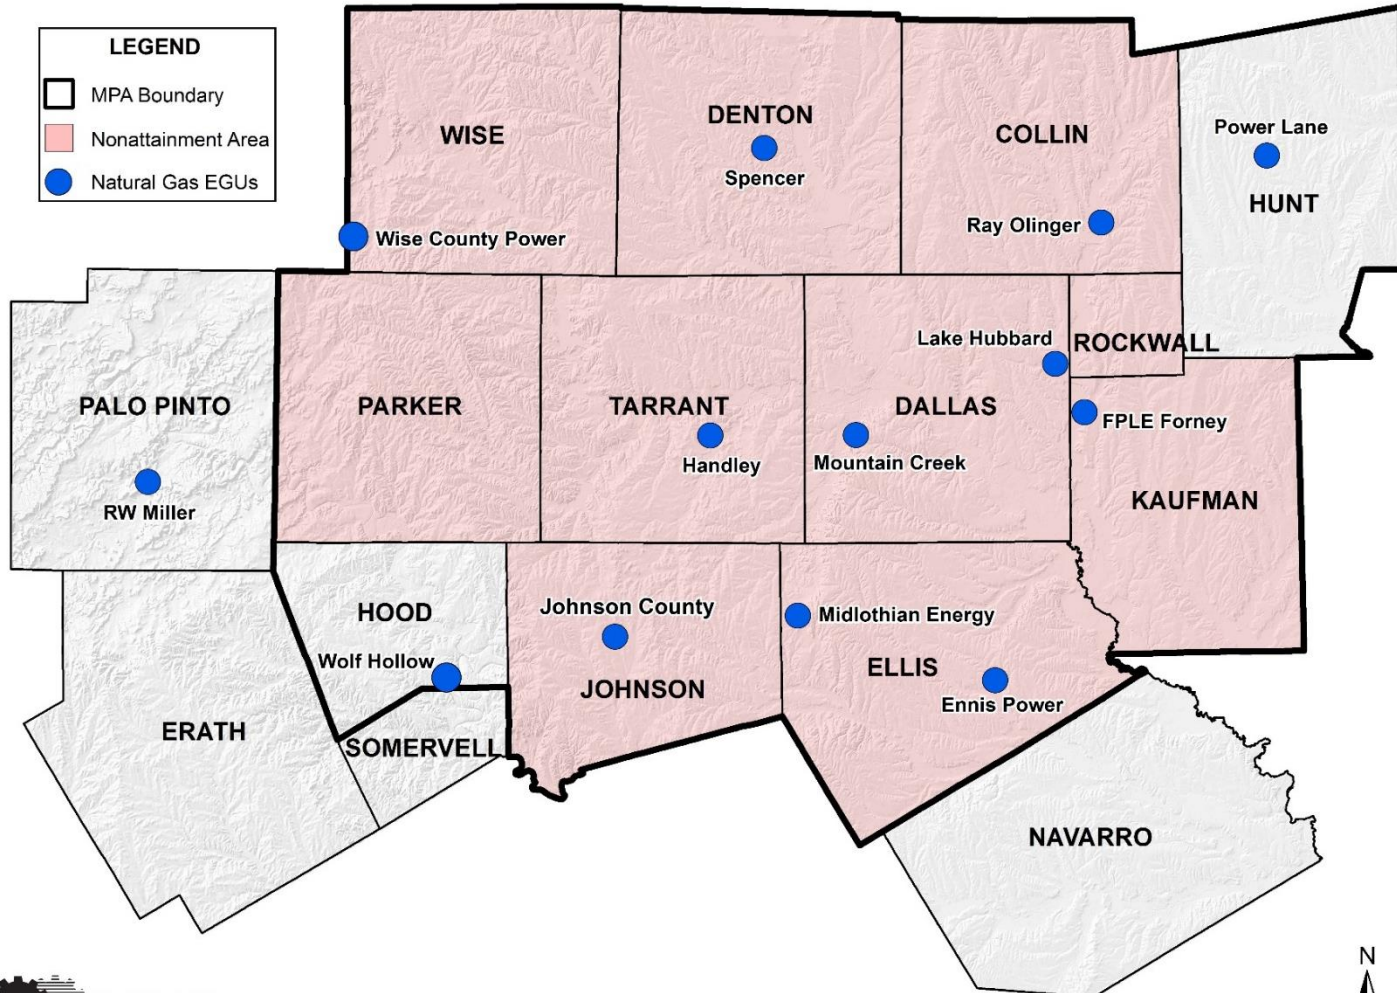 LEGEND
MPA Boundary
Nonattainment Area
Natural Gas EGUs
WISE
DENTON
Spencer
COLLIN
Power Lane
HUNT
Ray Olinger
Wise County Power
Lake Hubbard
ROCKWALL
PALO PINTO
PARKER
TARRANT
DALLAS
FPLE Forney
Handley
Mountain Creek
RW Miller
KAUFMAN
HOOD
Johnson County
Midlothian Energy
Wolf Hollow
JOHNSON
ELLIS
Ennis Power
ERATH
SOMERVELL
NAVARRO
N